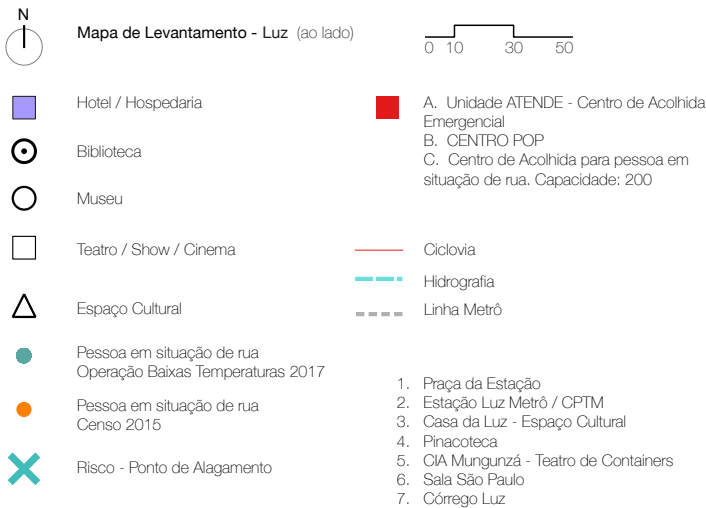 N
Mapa de Levantamento - Luz (ao lado)
0 10 30 50
Hotel / Hospedaria
Biblioteca
Museu
Teatro / Show / Cinema
Espaço Cultural
Pessoa em situação de rua
Operação Baixas Temperaturas 2017
Pessoa em situação de rua
Censo 2015
Risco - Ponto de Alagamento
A. Unidade ATENDE - Centro de Acolhida
Emergencial
B. CENTRO POP
C. Centro de Acolhida para pessoa em
situação de rua. Capacidade: 200
Ciclovia
Hidrografia
Linha Metrô
1. Praça da Estação
2. Estação Luz Metrô / CPTM
3. Casa da Luz - Espaço Cultural
4. Pinacoteca
5. CIA Mungunzá - Teatro de Containers
6. Sala São Paulo
7. Córrego Luz